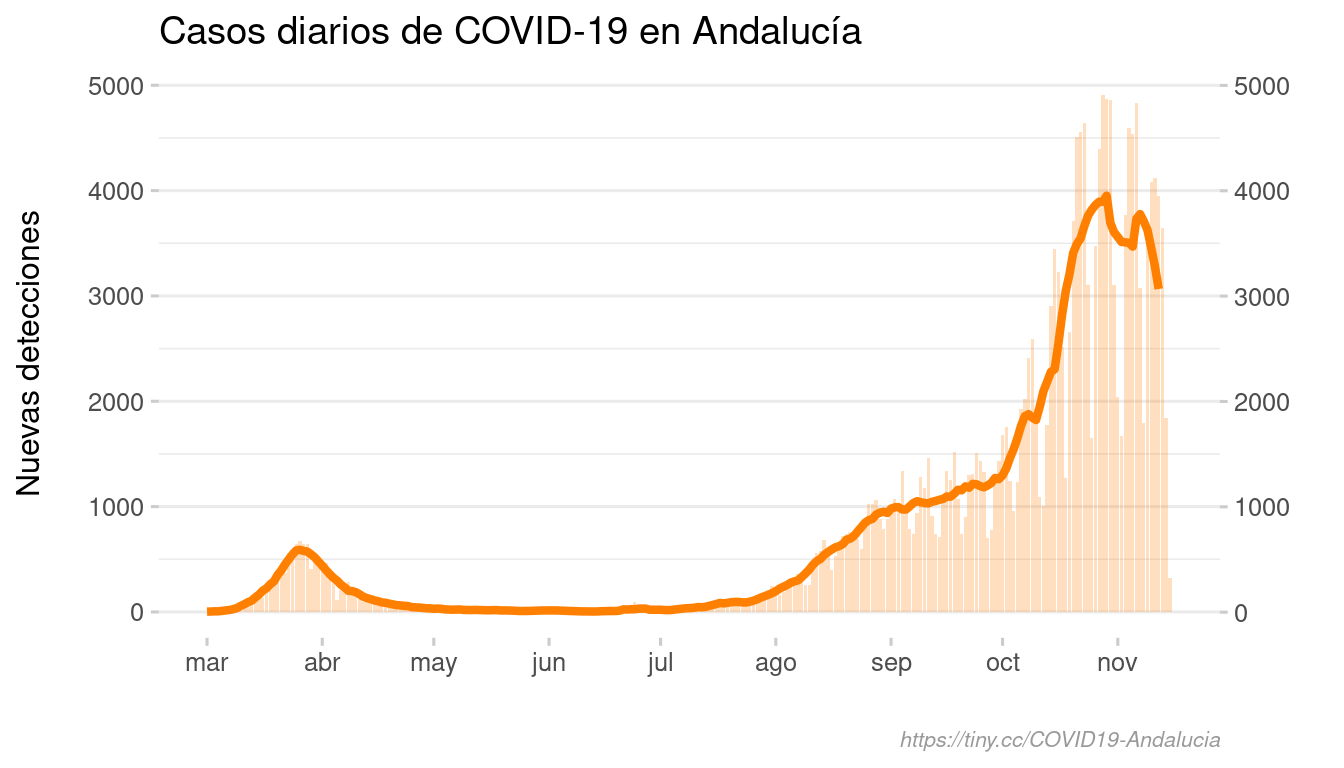 Casos diarios de COVID-19 en Andalucía
Nuevas detecciones
5000 5000
4000 4000
3000 3000
2000 2000
1000 1000
0 0
mar abr may jun jul ago sep oct nov
https://tiny.cc/COVID19-Andalucia